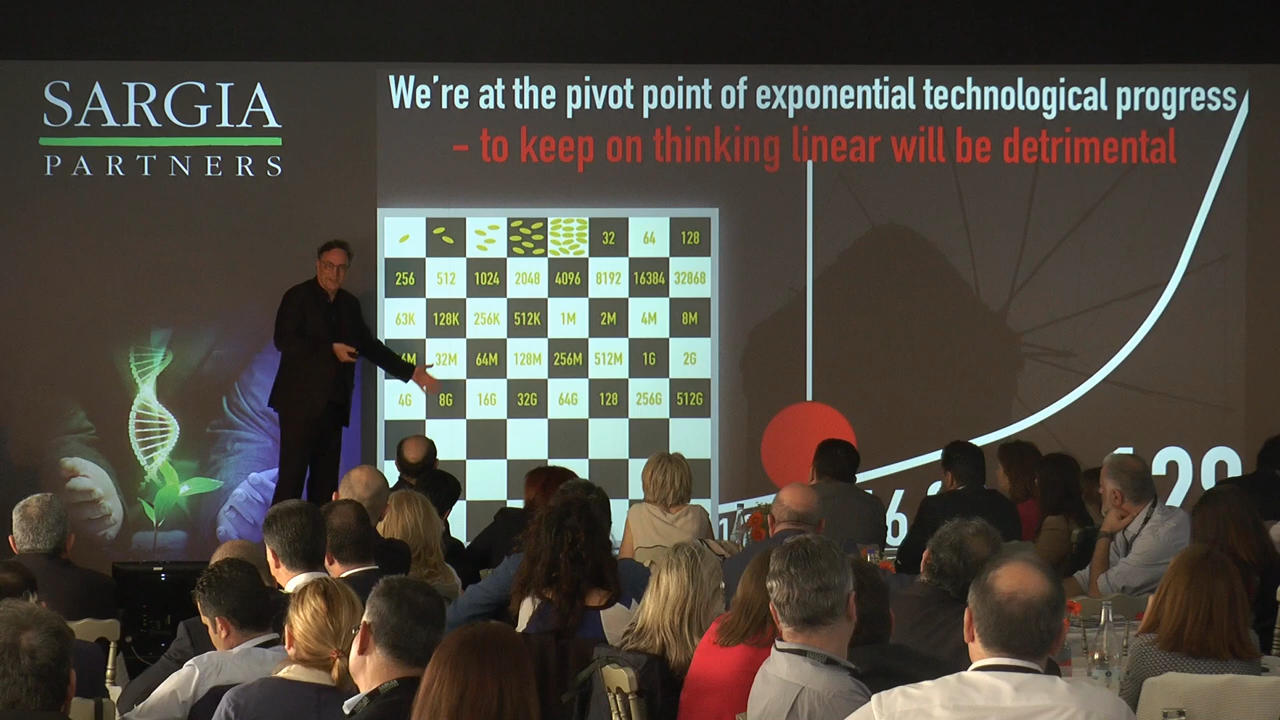 SARGIA
PARTNERS
We're at the pivot point of exponential technological progress
– to keep on thinking linear will be detrimental
32 64 128
256 512 1024 2048 4096 8192 16384 32868
63K 128K 256K 512K 1M 2M 4M 8M
32M 64M 128M 256M 512M 1G 2G
4G 8G 16G 32G 64G 128 256G 512G